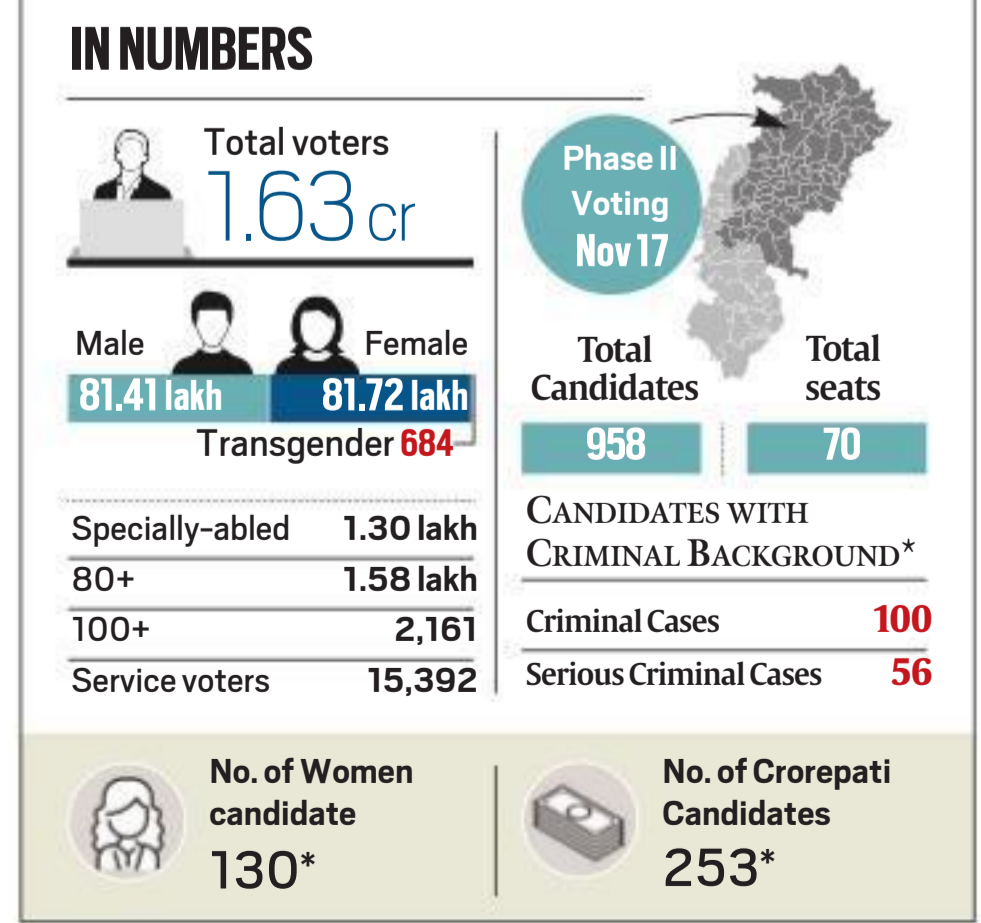 IN NUMBERS
Total voters
1.63 cr
Male
Female
81.41 lakh
81.72 lakh
Transgender 684
Specially-abled 1.30 lakh
80+ 1.58 lakh
100+ 2,161
Service voters 15,392
Phase II
Voting
Nov 17
Total
Candidates
958
Total
seats
70
CANDIDATES WITH
CRIMINAL BACKGROUND*
Criminal Cases 100
Serious Criminal Cases 56
No. of Women
candidate
130*
No. of Crorepati
Candidates
253*